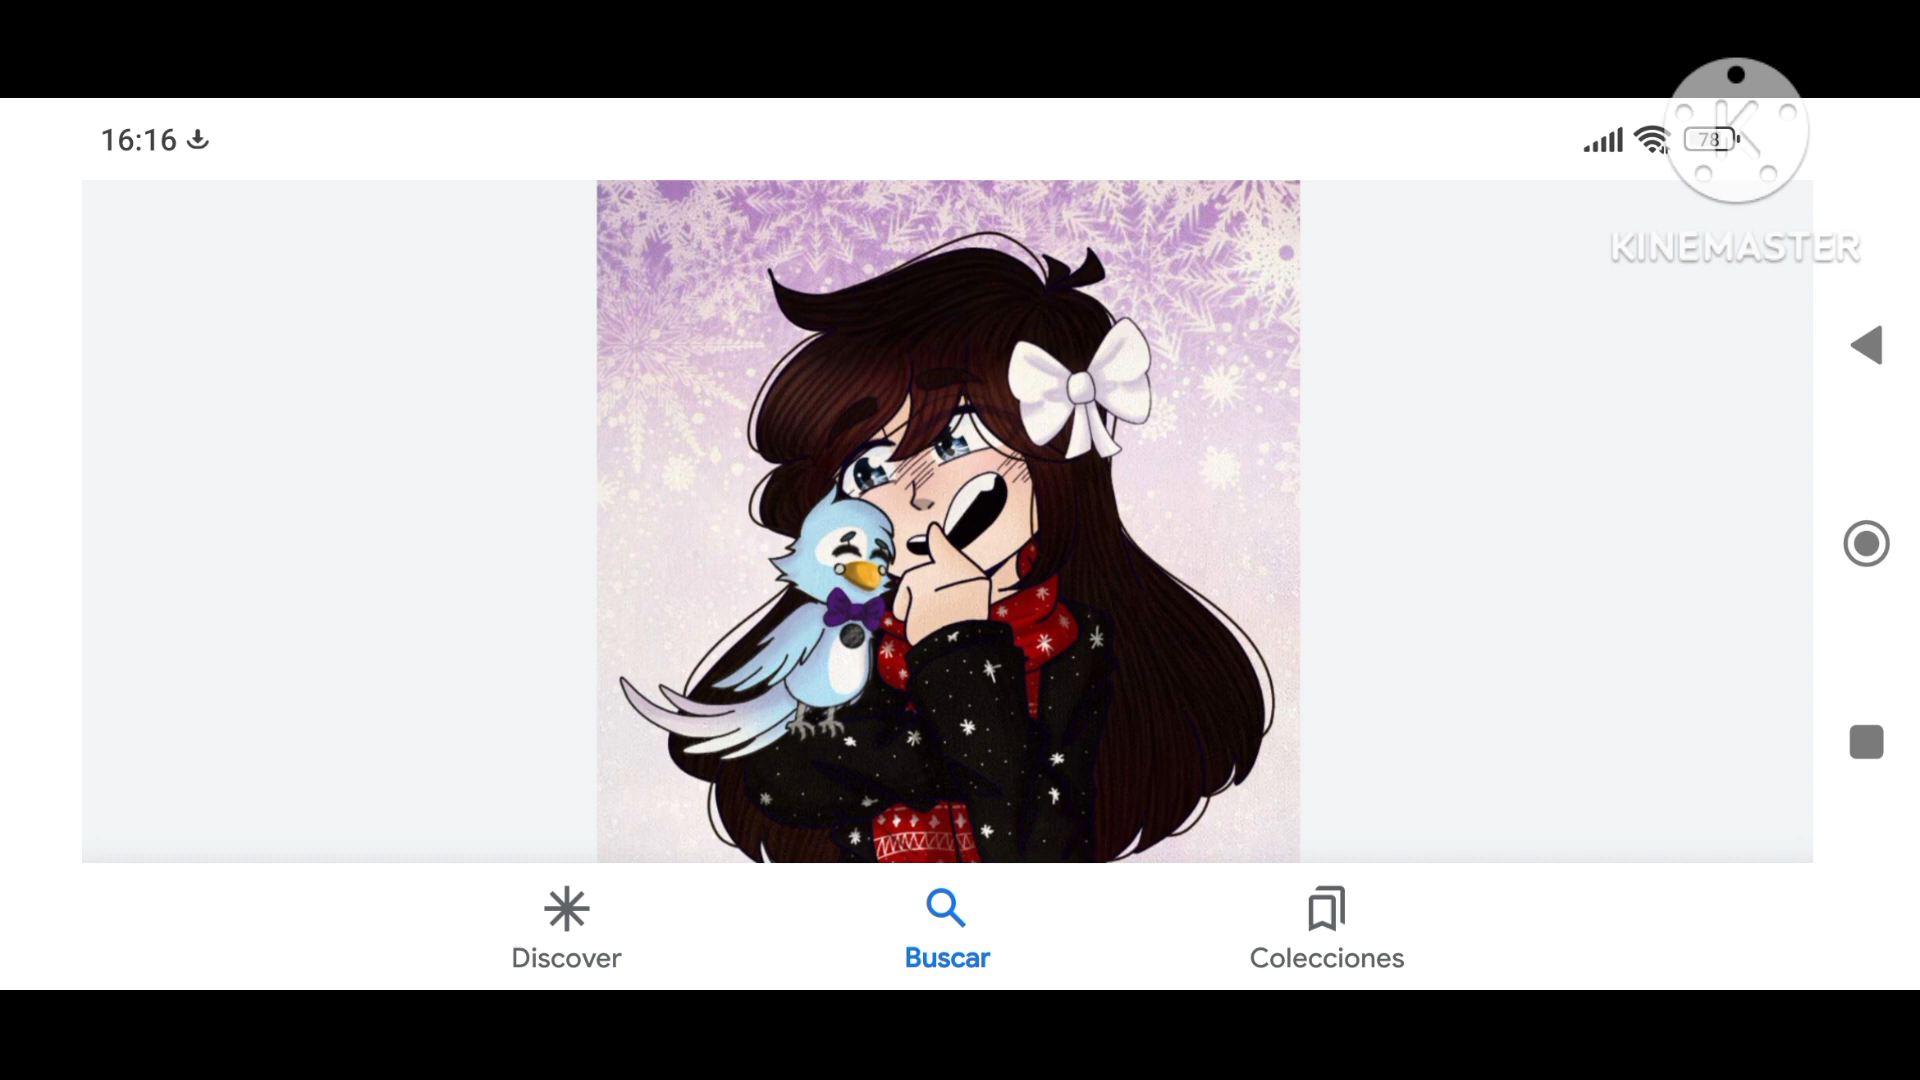 16:16
78
K
KINEMASTER
Discover
Buscar
Colecciones